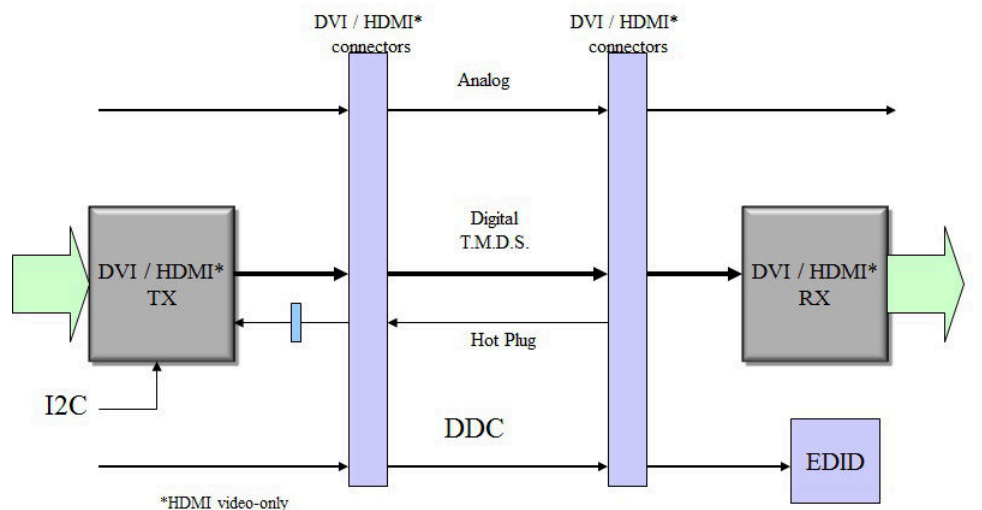 DVI / HDMI*
connectors
DVI / HDMI*
connectors
Analog
Digital
T.M.D.S.
DVI / HDMI*
TX
DVI / HDMI*
RX
Hot Plug
I2C
DDC
EDID
*HDMI video-only